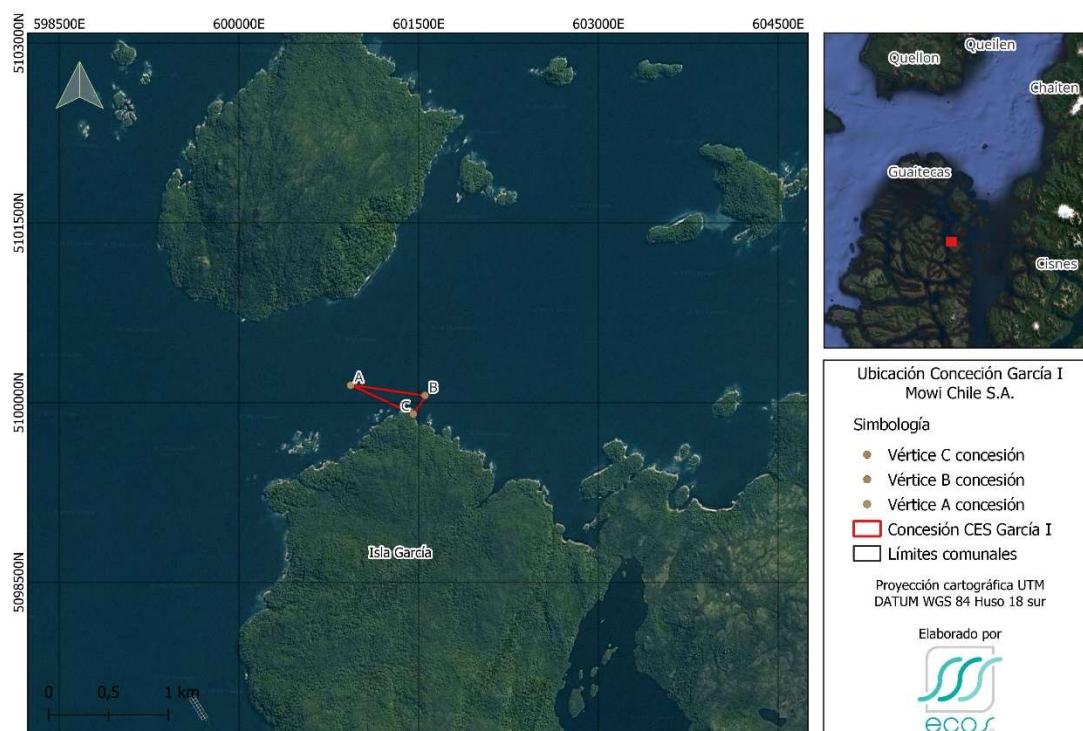 598500E 600000E 601500E 603000E 604500E
5103000N
5101500N
5100000N
5098500N
A
B
C
Isla García
0 0,5 1 km
Queilen
Quellon
Chaiten
Guaitecas
Cisnes
Ubicación Conceción García I
Mowi Chile S.A.
Simbología
Vértice C concesión
Vértice B concesión
Vértice A concesión
Concesión CES García I
Límites comunales
Proyección cartográfica UTM
DATUM WGS 84 Huso 18 sur
Elaborado por
ecos